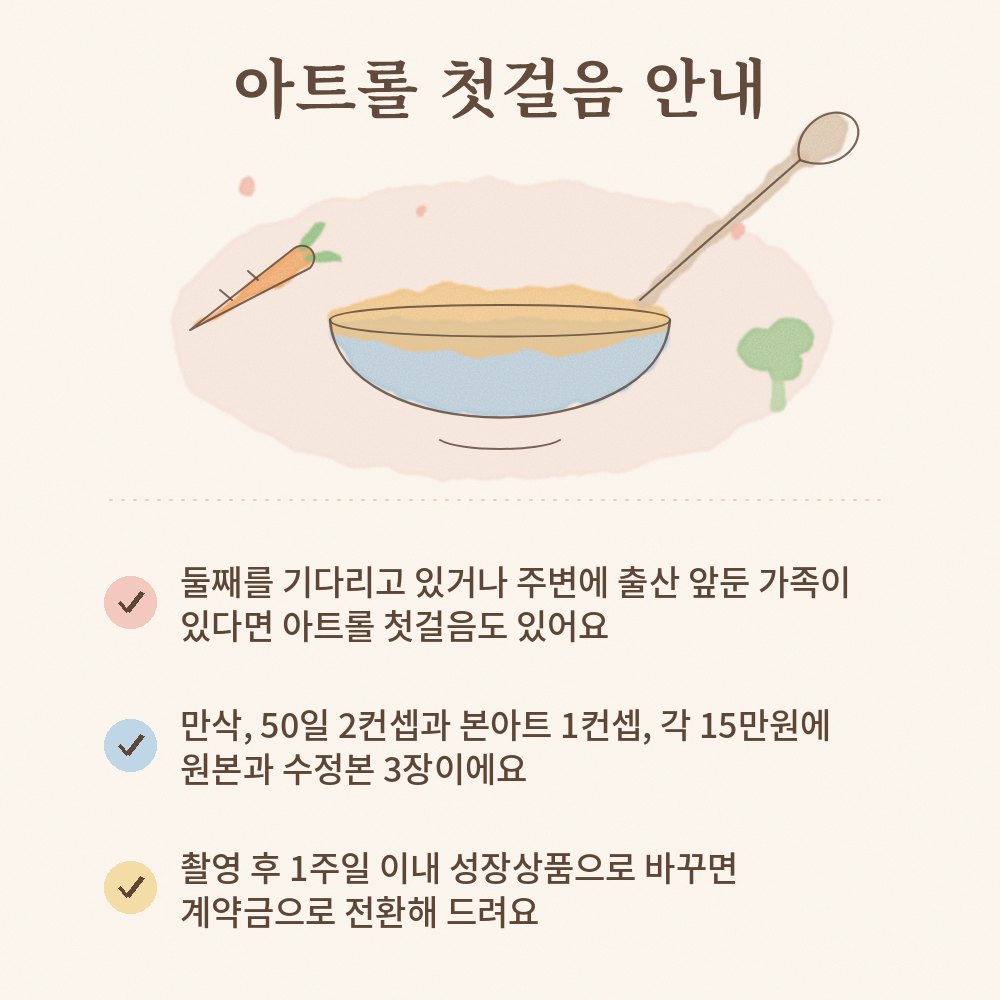 아트롤 첫걸음 안내
둘째를 기다리고 있거나 주변에 출산 앞둔 가족이
있다면 아트롤 첫걸음도 있어요
만삭, 50일 2컨셉과 본아트 1컨셉, 각 15만원에
원본과 수정본 3장이에요
촬영 후 1주일 이내 성장상품으로 바꾸면
계약금으로 전환해 드려요